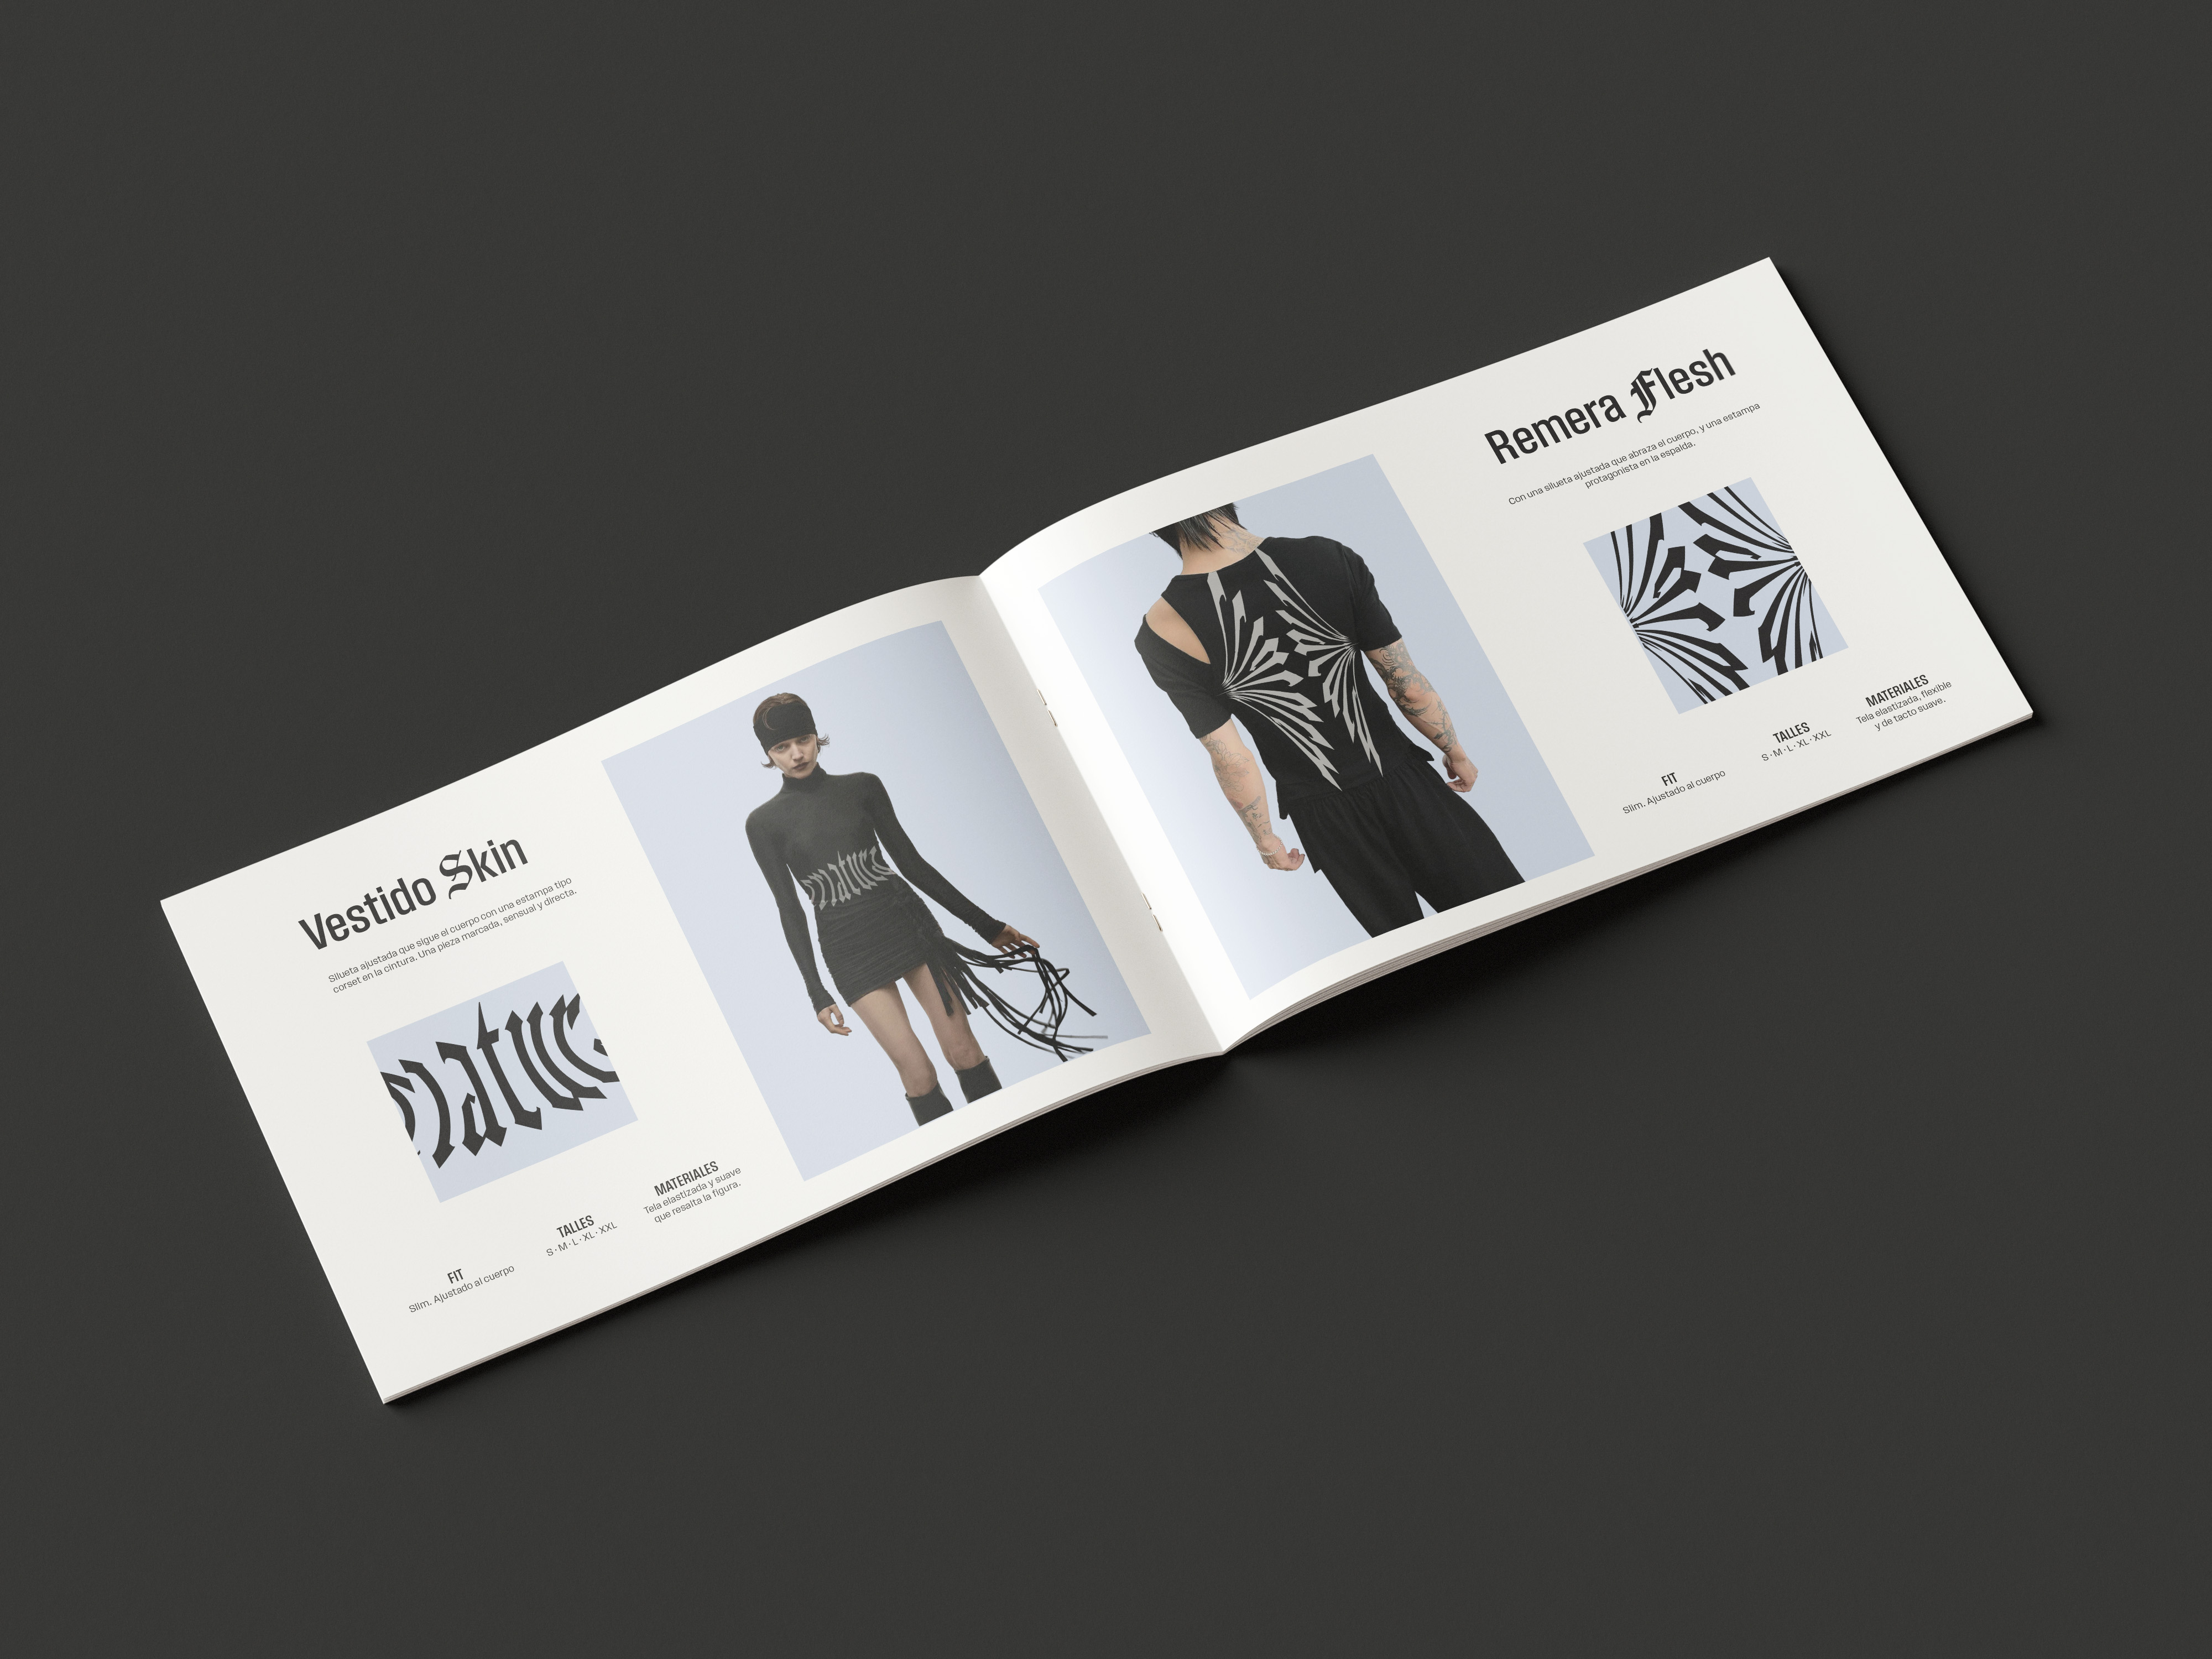 Vestido Skin
Silueta ajustada que sigue el cuerpo con una estampa tipo
corset en la cintura. Una pieza marcada, sensual y directa.
natur
FIT
Slim. Ajustado al cuerpo
TALLES
S · M · L · XL · XXL
MATERIALES
Tela elastizada y suave
que resalta la figura.
natura
Remera Flesh
Con una silueta ajustada que abraza el cuerpo, y una estampa
protagonista en la espalda.
FIT
Slim. Ajustado al cuerpo
TALLES
S · M · L · XL · XXL
MATERIALES
Tela elastizada, flexible
y de tacto suave.